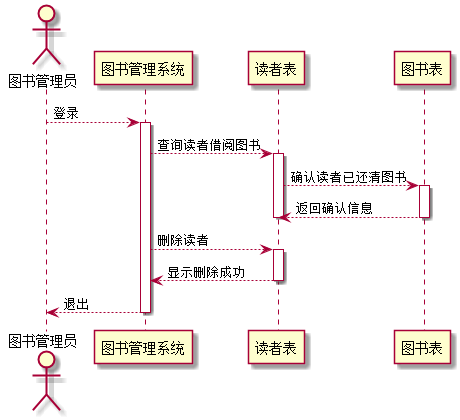 图书管理员
图书管理系统
读者表
图书表
登录
查询读者借阅图书
确认读者已还清图书
返回确认信息
删除读者
显示删除成功
退出
图书管理员
图书管理系统
读者表
图书表